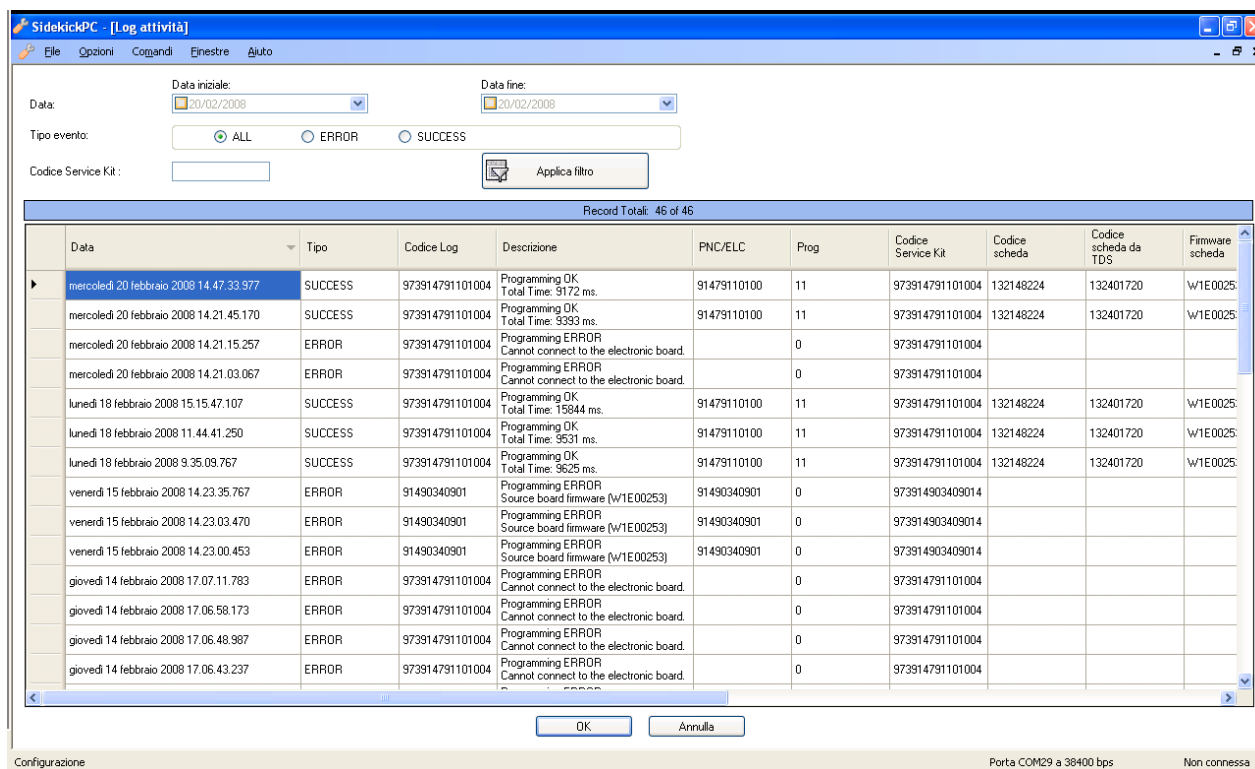 SidekickPC - [Log attività]
File Opzioni Comandi Finestre Aiuto
Data iniziale: Data fine:
Data: 20/02/2008 20/02/2008
Tipo evento: ALL ERROR SUCCESS
Codice Service Kit : Applica filtro
Record Totali: 46 of 46
Data Tipo Codice Log Descrizione PNC/ELC Prog Codice Service Kit Codice scheda Codice scheda da TDS Firmware scheda
mercoledì 20 febbraio 2008 14.47.33.977 SUCCESS 973914791101004 Programming OK Total Time: 9172 ms. 91479110100 11 973914791101004 132148224 132401720 W1E0025
mercoledì 20 febbraio 2008 14.21.45.170 SUCCESS 973914791101004 Programming OK Total Time: 9393 ms. 91479110100 11 973914791101004 132148224 132401720 W1E0025
mercoledì 20 febbraio 2008 14.21.15.257 ERROR 973914791101004 Programming ERROR Cannot connect to the electronic board. 0 973914791101004
mercoledì 20 febbraio 2008 14.21.03.067 ERROR 973914791101004 Programming ERROR Cannot connect to the electronic board. 0 973914791101004
lunedì 18 febbraio 2008 15.15.47.107 SUCCESS 973914791101004 Programming OK Total Time: 15844 ms. 91479110100 11 973914791101004 132148224 132401720 W1E0025
lunedì 18 febbraio 2008 11.44.41.250 SUCCESS 973914791101004 Programming OK Total Time: 9531 ms. 91479110100 11 973914791101004 132148224 132401720 W1E0025
lunedì 18 febbraio 2008 9.35.09.767 SUCCESS 973914791101004 Programming OK Total Time: 9625 ms. 91479110100 11 973914791101004 132148224 132401720 W1E0025
venerdì 15 febbraio 2008 14.23.35.767 ERROR 91490340901 Programming ERROR Source board firmware (W1E00253) 91490340901 0 973914903409014
venerdì 15 febbraio 2008 14.23.03.470 ERROR 91490340901 Programming ERROR Source board firmware (W1E00253) 91490340901 0 973914903409014
venerdì 15 febbraio 2008 14.23.00.453 ERROR 91490340901 Programming ERROR Source board firmware (W1E00253) 91490340901 0 973914903409014
giovedì 14 febbraio 2008 17.07.11.783 ERROR 973914791101004 Programming ERROR Cannot connect to the electronic board. 0 973914791101004
giovedì 14 febbraio 2008 17.06.58.173 ERROR 973914791101004 Programming ERROR Cannot connect to the electronic board. 0 973914791101004
giovedì 14 febbraio 2008 17.06.48.987 ERROR 973914791101004 Programming ERROR Cannot connect to the electronic board. 0 973914791101004
giovedì 14 febbraio 2008 17.06.43.237 ERROR 973914791101004 Programming ERROR Cannot connect to the electronic board. 0 973914791101004
OK Annulla
Configurazione Porta COM29 a 38400 bps Non connessa